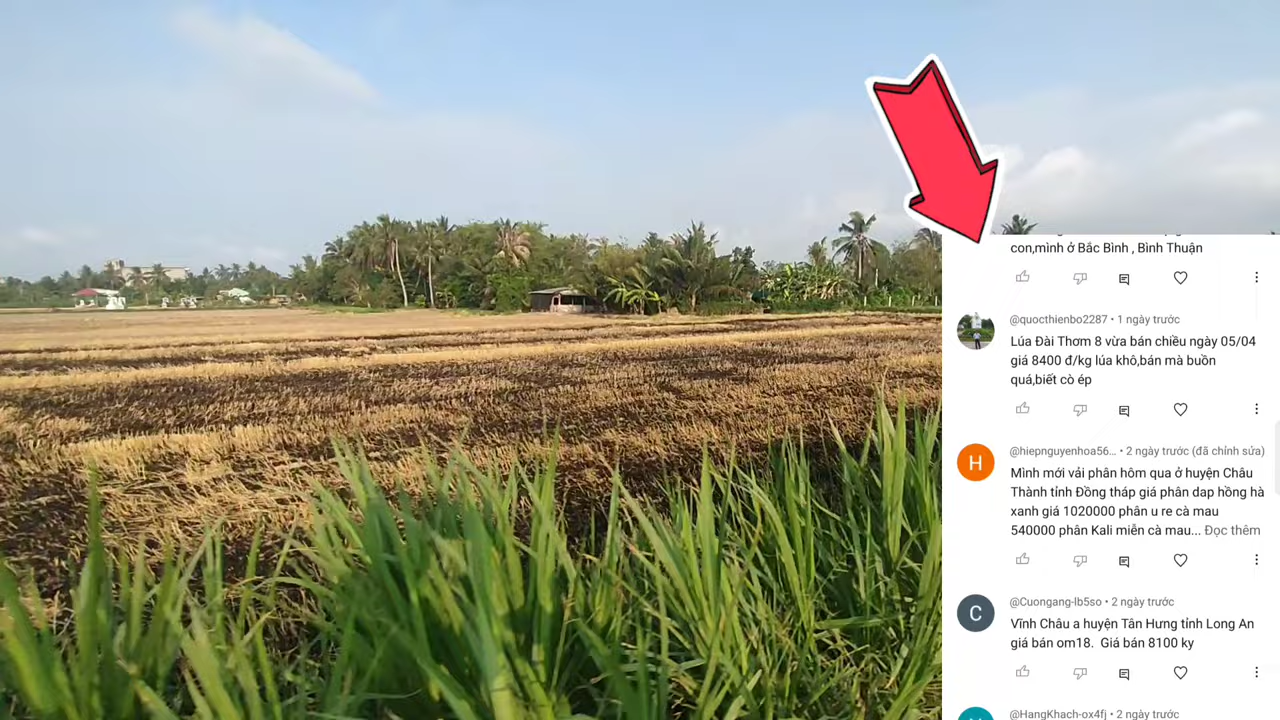 con,mình ở Bắc Bình , Bình Thuận
@quocthienbo2287 • 1 ngày trước
Lúa Đài Thơm 8 vừa bán chiều ngày 05/04
giá 8400 đ/kg lúa khô,bán mà buồn
quá,biết cò ép
H
@hiepnguyenhoa56... • 2 ngày trước (đã chỉnh sửa)
Mình mới vải phân hôm qua ở huyện Châu
Thành tỉnh Đồng tháp giá phân dap hồng hà
xanh giá 1020000 phân u re cà mau
540000 phân Kali miễn cà mau... Đọc thêm
C
@Cuongang-lb5so • 2 ngày trước
Vĩnh Châu a huyện Tân Hưng tỉnh Long An
giá bán om18.  Giá bán 8100 ky
@HangKhach-ox4fj • 2 ngày trước